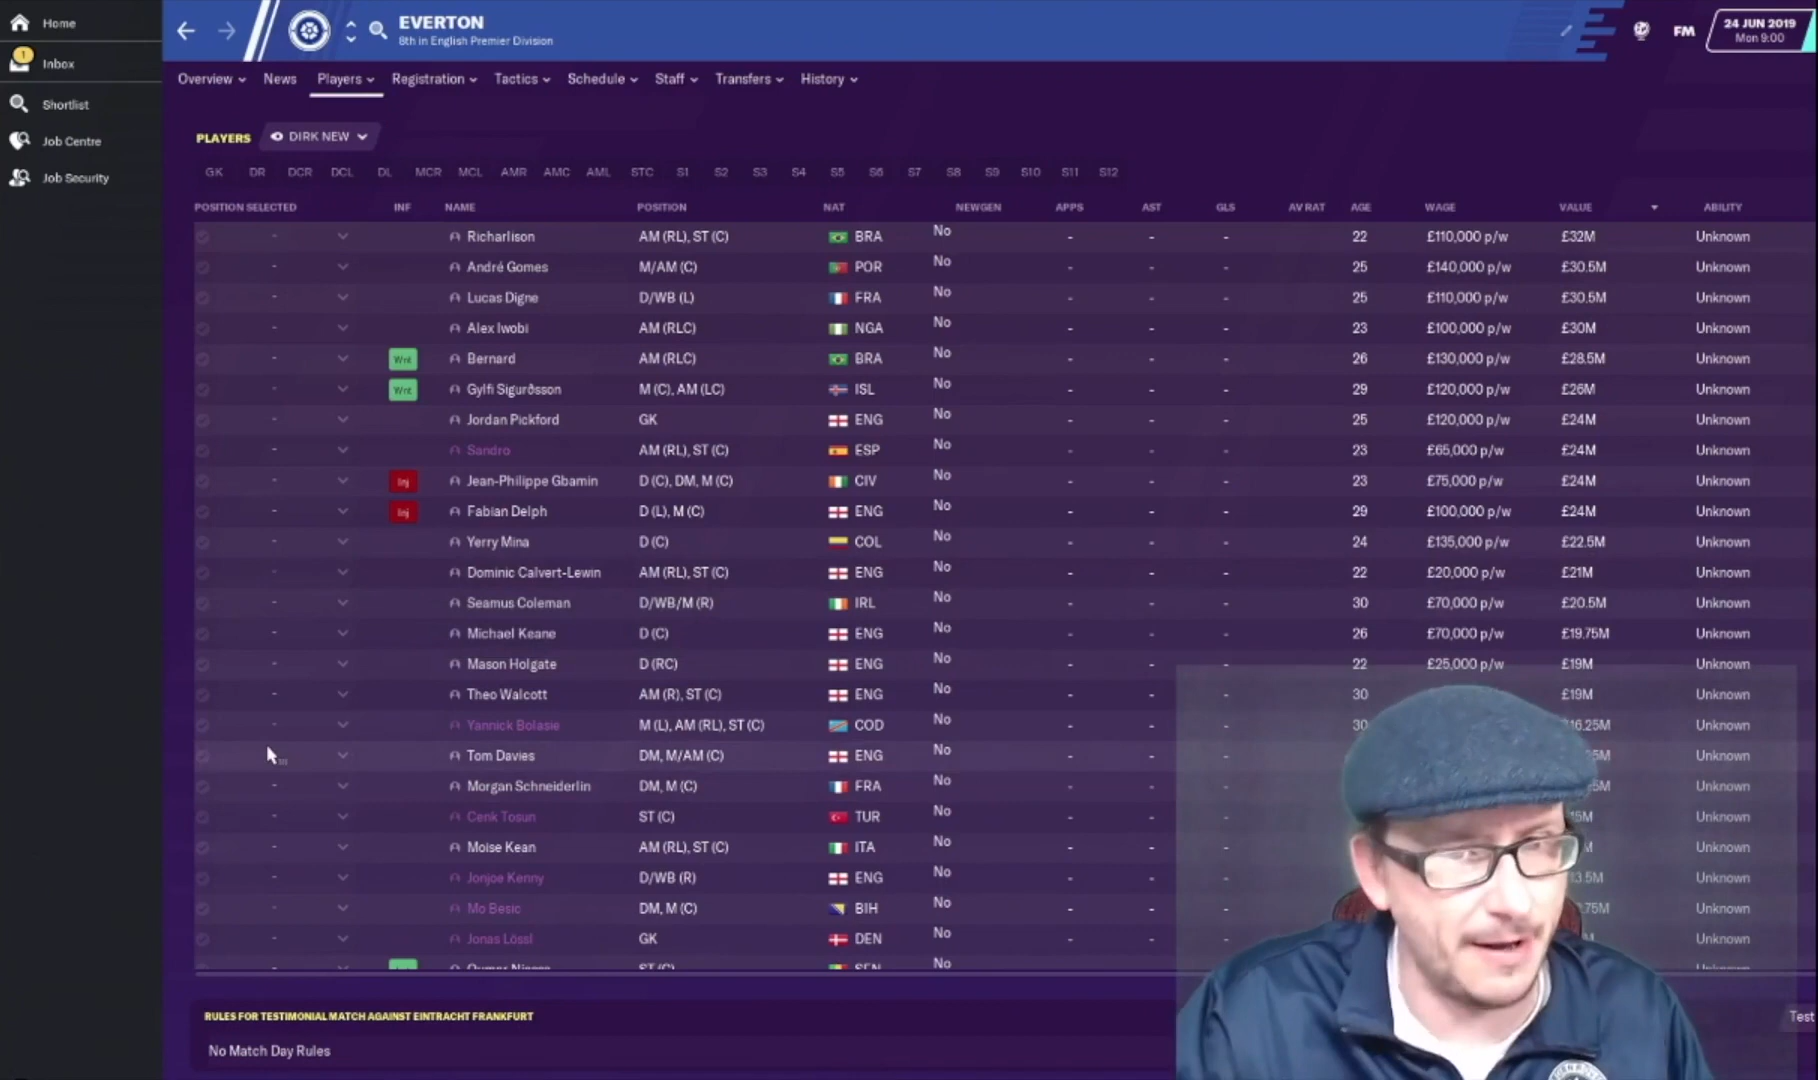 Home
EVERTON
8th in English Premier Division
FM
24 JUN 2019
Mon 9:00
1
Inbox
Shortlist
Job Centre
Job Security
Overview News Players Registration Tactics Schedule Staff Transfers History
PLAYERS DIRK NEW
GK DR DCR DCL DL MCR MCL AMR AMC AML STC S1 S2 S3 S4 S5 S6 S7 S8 S9 S10 S11 S12
POSITION SELECTED INF NAME POSITION NAT NEWGEN APPS AST GLS AV RAT AGE WAGE VALUE ABILITY
- Richarlison AM (RL), ST (C) BRA No - - - 22 £110,000 p/w £32M Unknown
- André Gomes M/AM (C) POR No - - - 25 £140,000 p/w £30.5M Unknown
- Lucas Digne D/WB (L) FRA No - - - 25 £110,000 p/w £30.5M Unknown
- Alex Iwobi AM (RLC) NGA No - - - 23 £100,000 p/w £30M Unknown
- Wnt Bernard AM (RLC) BRA No - - - 26 £130,000 p/w £28.5M Unknown
- Wnt Gylfi Sigurðsson M (C), AM (LC) ISL No - - - 29 £120,000 p/w £26M Unknown
- Jordan Pickford GK ENG No - - - 25 £120,000 p/w £24M Unknown
- Sandro AM (RL), ST (C) ESP No - - - 23 £65,000 p/w £24M Unknown
- Inj Jean-Philippe Gbamin D (C), DM, M (C) CIV No - - - 23 £75,000 p/w £24M Unknown
- Inj Fabian Delph D (L), M (C) ENG No - - - 29 £100,000 p/w £24M Unknown
- Yerry Mina D (C) COL No - - - 24 £135,000 p/w £22.5M Unknown
- Dominic Calvert-Lewin AM (RL), ST (C) ENG No - - - 22 £20,000 p/w £21M Unknown
- Seamus Coleman D/WB/M (R) IRL No - - - 30 £70,000 p/w £20.5M Unknown
- Michael Keane D (C) ENG No - - - 26 £70,000 p/w £19.75M Unknown
- Mason Holgate D (RC) ENG No - - - 22 £25,000 p/w £19M Unknown
- Theo Walcott AM (R), ST (C) ENG No - - - 30 £19M Unknown
- Yannick Bolasie M (L), AM (RL), ST (C) COD No - - - 30 16.25M Unknown
- Tom Davies DM, M/AM (C) ENG No - - - 5M Unknown
- Morgan Schneiderlin DM, M (C) FRA No - - - 5M Unknown
- Cenk Tosun ST (C) TUR No - - - 15M Unknown
- Moise Kean AM (RL), ST (C) ITA No - - - M Unknown
- Jonjoe Kenny D/WB (R) ENG No - - - 13.5M Unknown
- Mo Besic DM, M (C) BIH No - - - .75M Unknown
- Jonas Lössl GK DEN No - - - M Unknown
ST (C) SEN No Unknown
RULES FOR TESTIMONIAL MATCH AGAINST EINTRACHT FRANKFURT
Test
No Match Day Rules